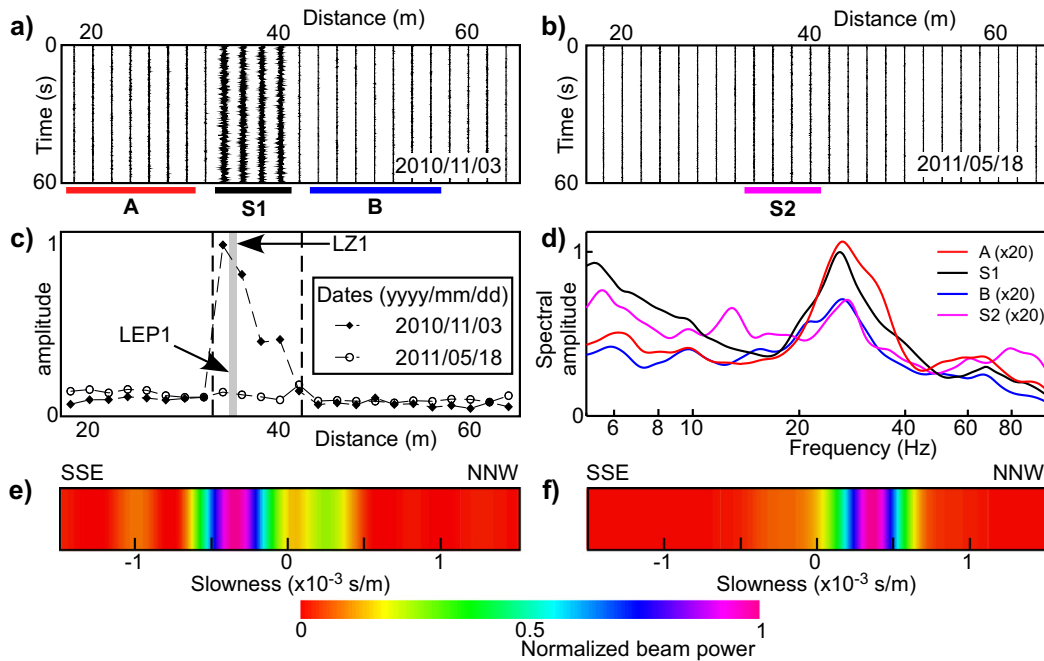 a)
Distance (m)
20 40 60
0
Time (s)
60
2010/11/03
A S1 B
b)
Distance (m)
20 40 60
0
Time (s)
60
2011/05/18
S2
c)
1
amplitude
0
LZ1
LEP1
Dates (yyyy/mm/dd)
2010/11/03
2011/05/18
20 40 60
Distance (m)
d)
1
Spectral
amplitude
0
A (x20)
S1
B (x20)
S2 (x20)
6 8 10 20 40 60 80
Frequency (Hz)
e)
SSE NNW
-1 0 1
Slowness (x10⁻³ s/m)
f)
SSE NNW
-1 0 1
Slowness (x10⁻³ s/m)
0 0.5 1
Normalized beam power